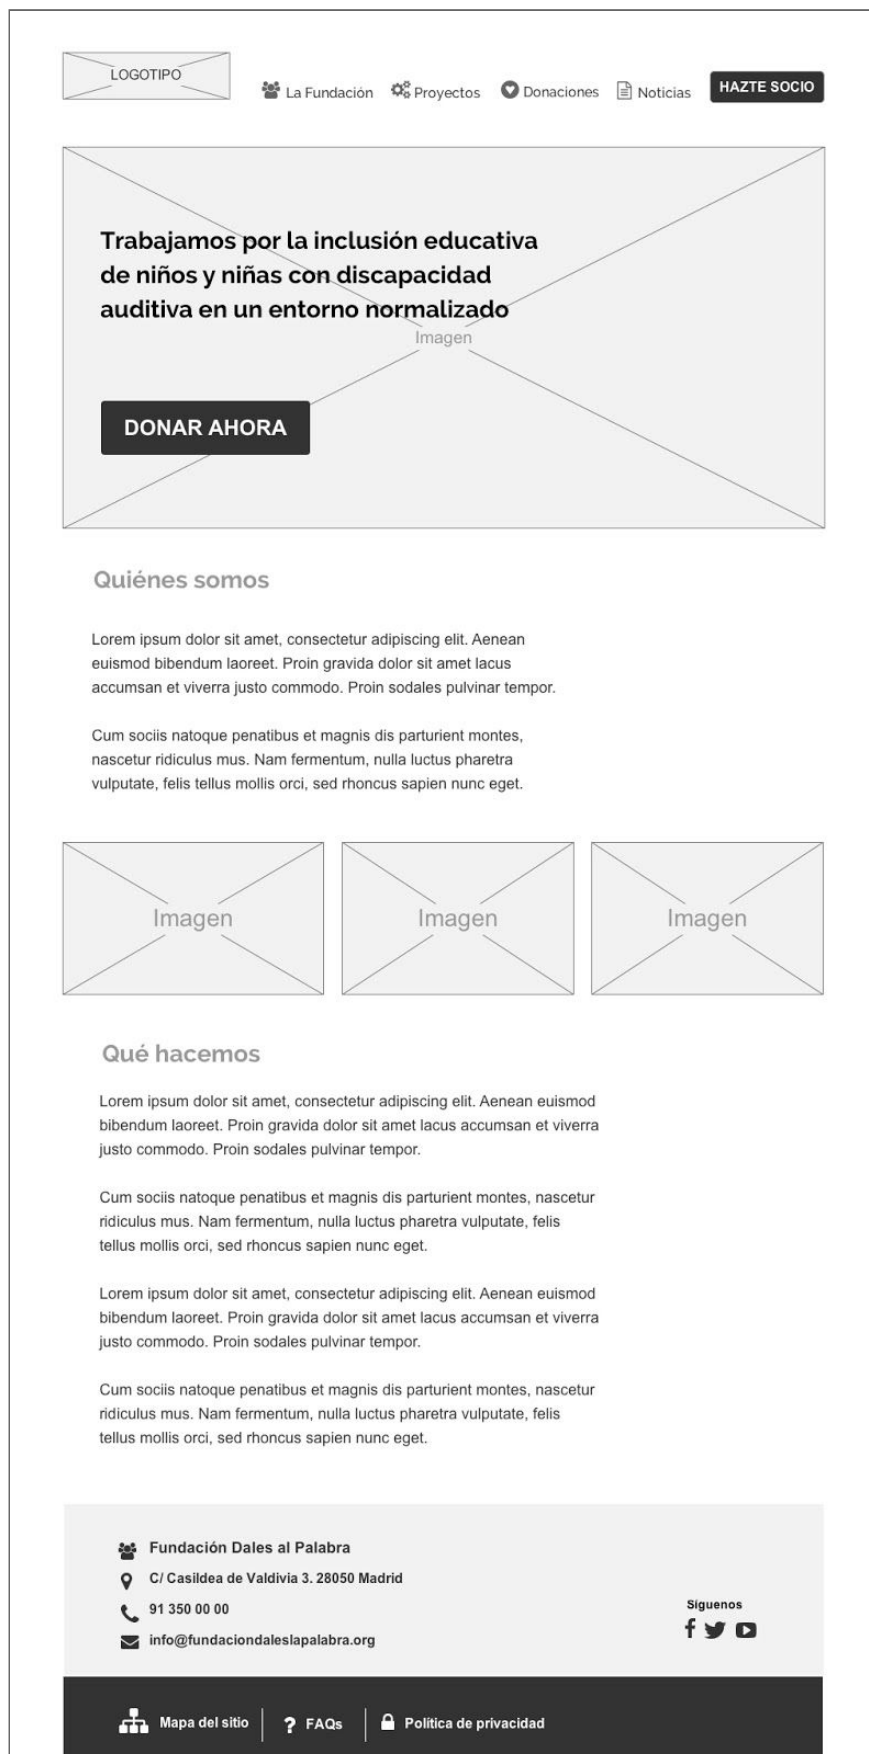 LOGOTIPO
La Fundación
Proyectos
Donaciones
Noticias
HAZTE SOCIO
Trabajamos por la inclusión educativa
de niños y niñas con discapacidad
auditiva en un entorno normalizado
Imagen
DONAR AHORA
Quiénes somos
Lorem ipsum dolor sit amet, consectetur adipiscing elit. Aenean
euismod bibendum laoreet. Proin gravida dolor sit amet lacus
accumsan et viverra justo commodo. Proin sodales pulvinar tempor.
Cum sociis natoque penatibus et magnis dis parturient montes,
nascetur ridiculus mus. Nam fermentum, nulla luctus pharetra
vulputate, felis tellus mollis orci, sed rhoncus sapien nunc eget.
Imagen
Imagen
Imagen
Qué hacemos
Lorem ipsum dolor sit amet, consectetur adipiscing elit. Aenean euismod
bibendum laoreet. Proin gravida dolor sit amet lacus accumsan et viverra
justo commodo. Proin sodales pulvinar tempor.
Cum sociis natoque penatibus et magnis dis parturient montes, nascetur
ridiculus mus. Nam fermentum, nulla luctus pharetra vulputate, felis
tellus mollis orci, sed rhoncus sapien nunc eget.
Lorem ipsum dolor sit amet, consectetur adipiscing elit. Aenean euismod
bibendum laoreet. Proin gravida dolor sit amet lacus accumsan et viverra
justo commodo. Proin sodales pulvinar tempor.
Cum sociis natoque penatibus et magnis dis parturient montes, nascetur
ridiculus mus. Nam fermentum, nulla luctus pharetra vulputate, felis
tellus mollis orci, sed rhoncus sapien nunc eget.
Fundación Dales al Palabra
C/ Casildea de Valdivia 3. 28050 Madrid
91 350 00 00
info@fundaciondaleslapalabra.org
Síguenos
Mapa del sitio
? FAQs
Política de privacidad